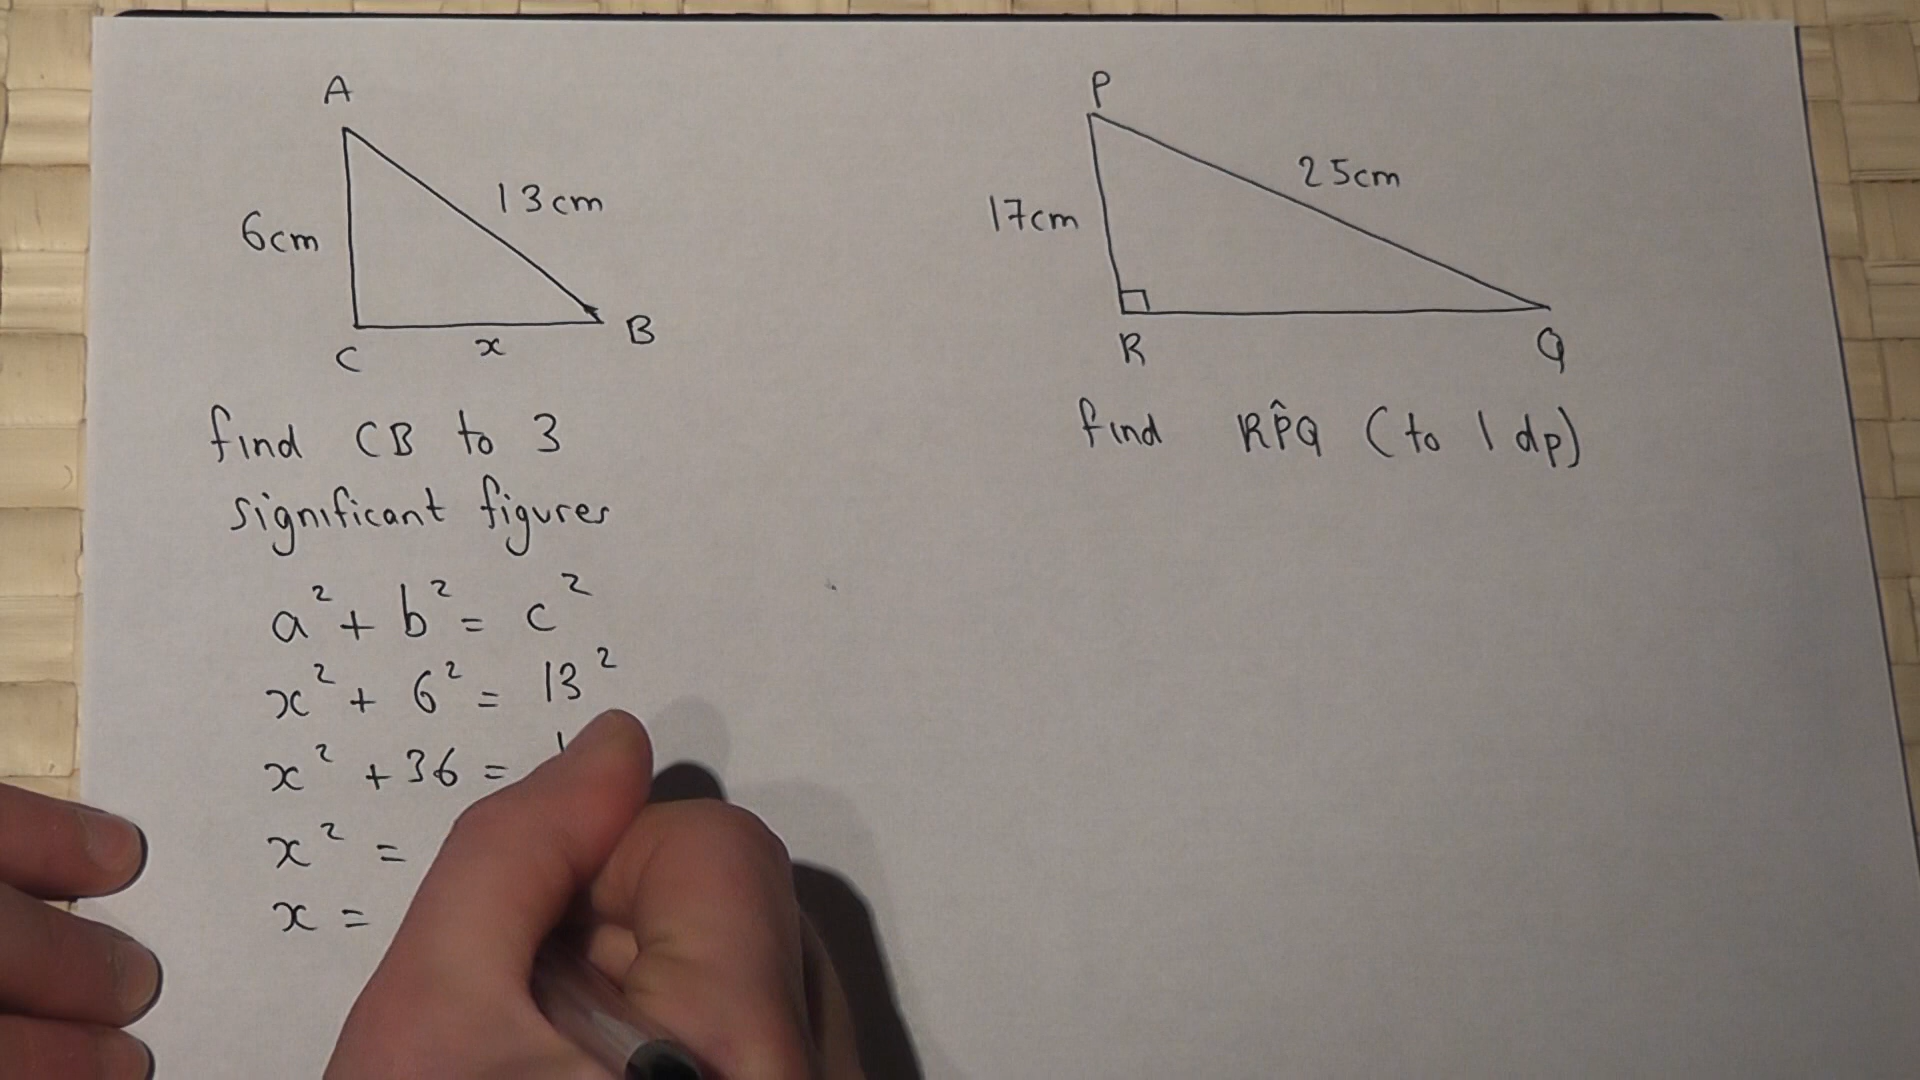 A
13cm
6cm
C
x
B
find CB to 3
significant figures
a² + b² = c²
x² + 6² = 13²
x² + 36 =
x² =
x =
P
25cm
17cm
R
Q
find RP̂Q (to 1 dp)